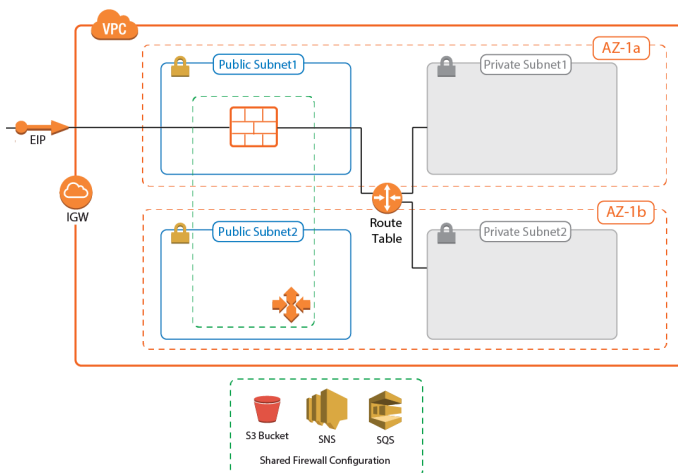 VPC
AZ-1a
Public Subnet1
Private Subnet1
EIP
IGW
Route
Table
AZ-1b
Public Subnet2
Private Subnet2
S3 Bucket
SNS
SQS
Shared Firewall Configuration